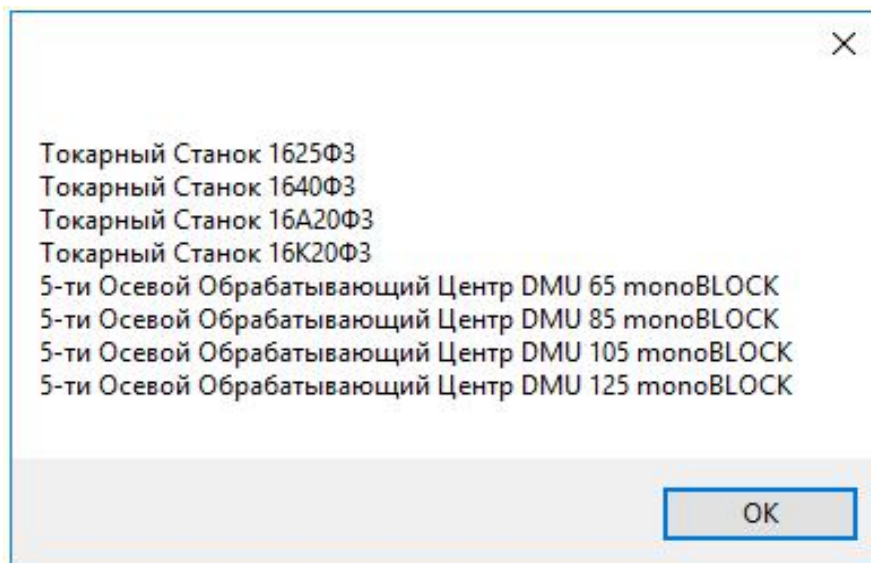 Токарный Станок 1625Ф3
Токарный Станок 1640Ф3
Токарный Станок 16А20Ф3
Токарный Станок 16К20Ф3
5-ти Осевой Обрабатывающий Центр DMU 65 monoBLOCK
5-ти Осевой Обрабатывающий Центр DMU 85 monoBLOCK
5-ти Осевой Обрабатывающий Центр DMU 105 monoBLOCK
5-ти Осевой Обрабатывающий Центр DMU 125 monoBLOCK
OK